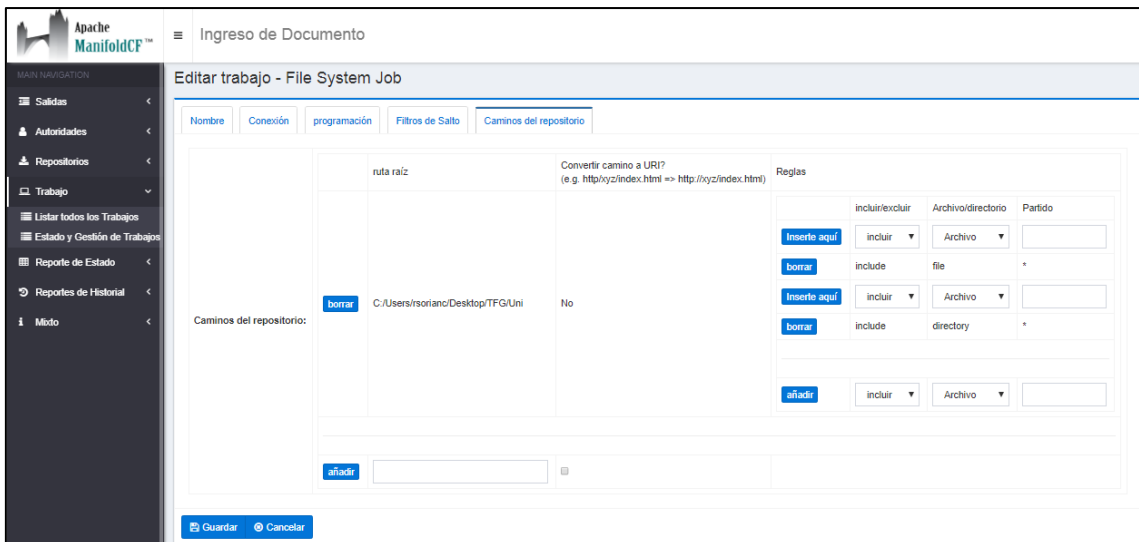 Apache
ManifoldCF™
Ingreso de Documento
MAIN NAVIGATION
Salidas
Autoridades
Repositorios
Trabajo
Listar todos los Trabajos
Estado y Gestión de Trabajos
Reporte de Estado
Reportes de Historial
Mixto
Editar trabajo - File System Job
Nombre Conexión programación Filtros de Salto Caminos del repositorio
ruta raíz Convertir camino a URI? Reglas
(e.g. http/xyz/index.html => http://xyz/index.html)
incluir/excluir Archivo/directorio Partido
Inserte aquí incluir Archivo
borrar include file *
Inserte aquí incluir Archivo
Caminos del repositorio: borrar C:/Users/rsorianc/Desktop/TFG/Uni No
borrar include directory *
añadir incluir Archivo
añadir
Guardar Cancelar